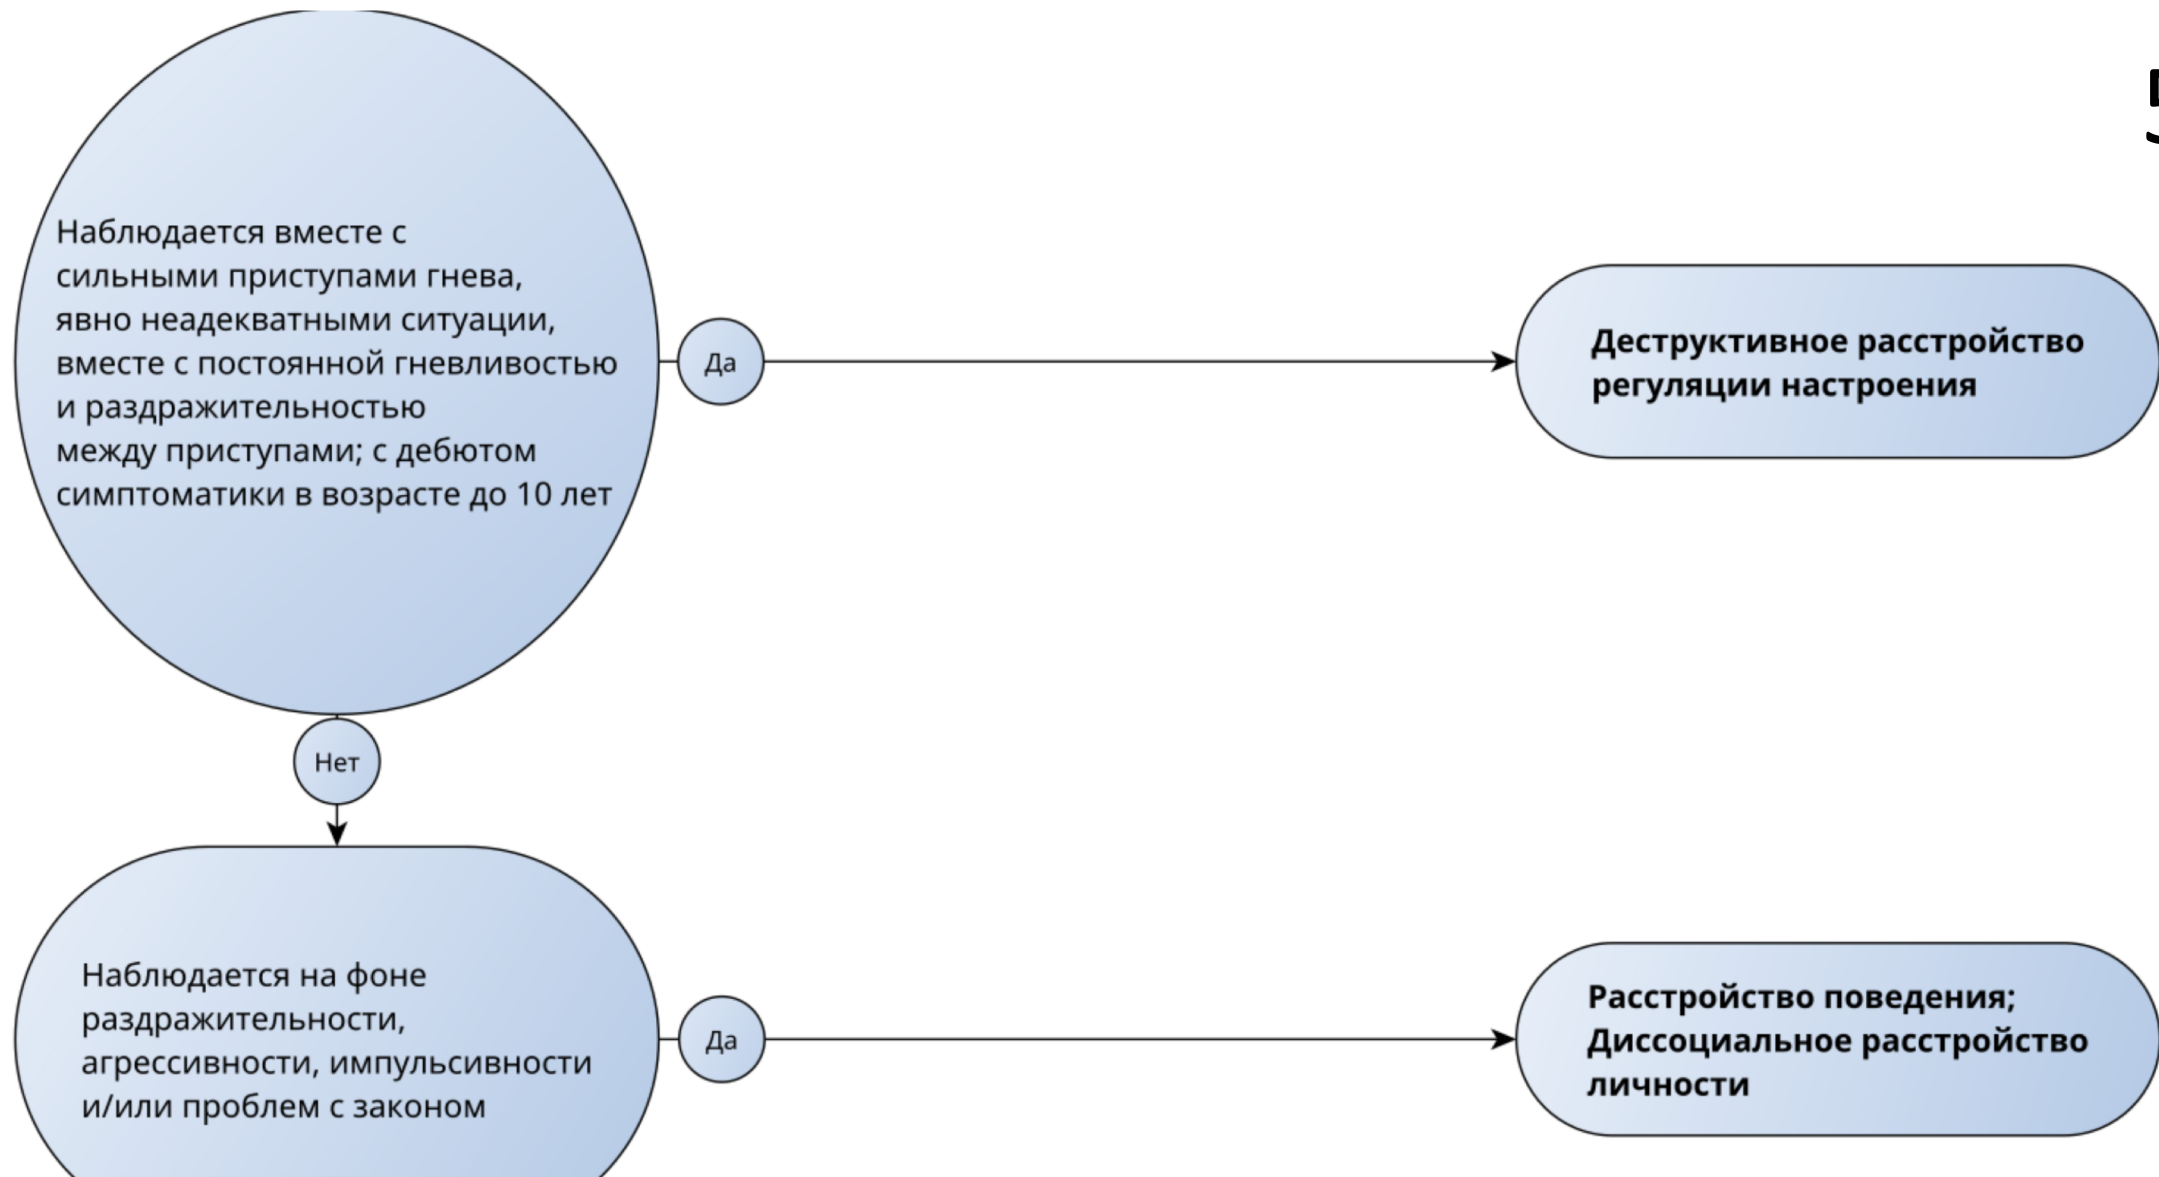 Наблюдается вместе с
сильными приступами гнева,
явно неадекватными ситуации,
вместе с постоянной гневливостью
и раздражительностью
между приступами; с дебютом
симптоматики в возрасте до 10 лет
Да
Деструктивное расстройство
регуляции настроения
Нет
Наблюдается на фоне
раздражительности,
агрессивности, импульсивности
и/или проблем с законом
Да
Расстройство поведения;
Диссоциальное расстройство
личности